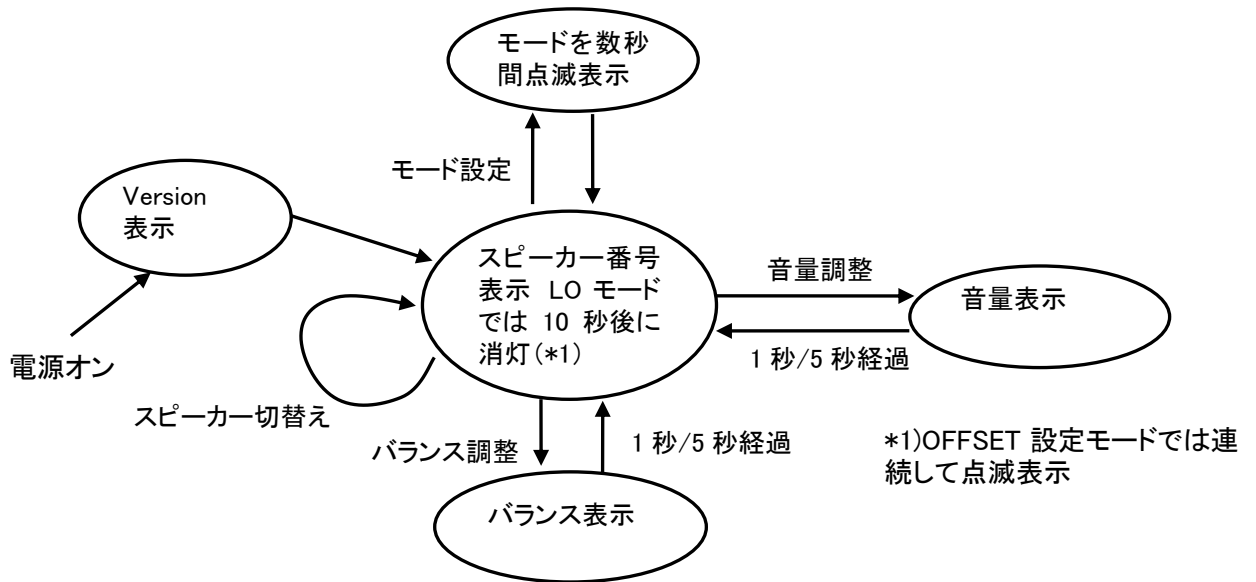 モードを数秒
間点滅表示
モード設定
Version
表示
スピーカー番号
表示 LO モード
では 10 秒後に
消灯(*1)
音量調整
音量表示
1 秒/5 秒経過
電源オン
スピーカー切替え
バランス調整
1 秒/5 秒経過
*1)OFFSET 設定モードでは連
続して点滅表示
バランス表示